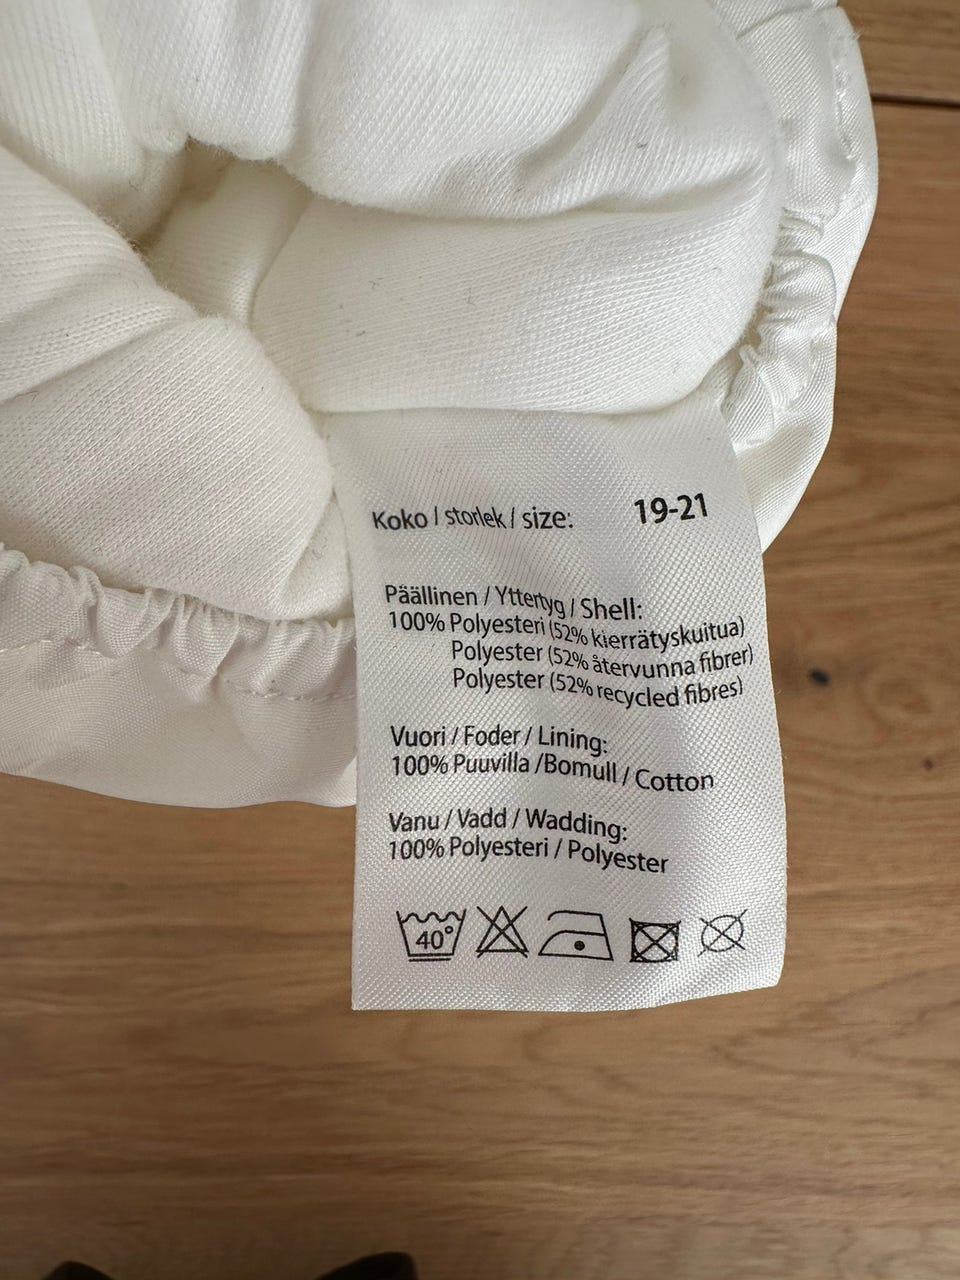 Koko / storlek / size: 19-21
Päällinen / Yttertyg / Shell:
100% Polyesteri (52% kierrätyskuitua)
Polyester (52% återvunna fibrer)
Polyester (52% recycled fibres)
Vuori / Foder / Lining:
100% Puuvilla /Bomull / Cotton
Vanu / Vadd / Wadding:
100% Polyesteri / Polyester
40°